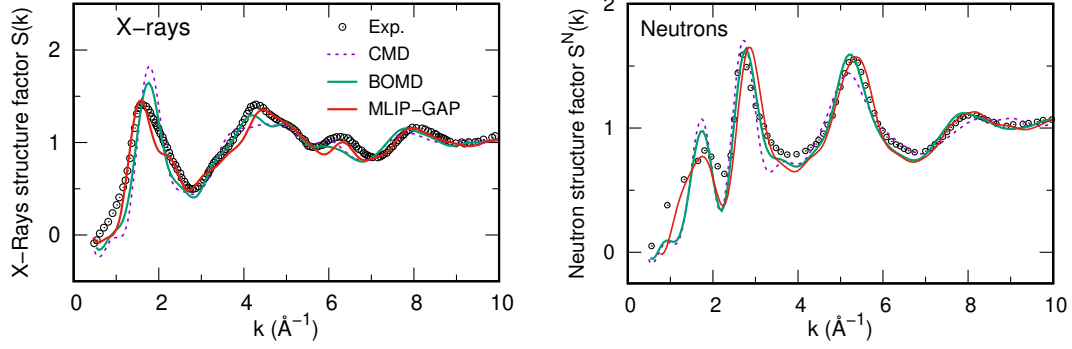 X-Rays structure factor S(k)
X−rays
Exp.
CMD
BOMD
MLIP−GAP
2
1
0
0 2 4 6 8 10
k (Å⁻¹)
Neutron structure factor Sᴺ(k)
Neutrons
2
1
0
0 2 4 6 8 10
k (Å⁻¹)